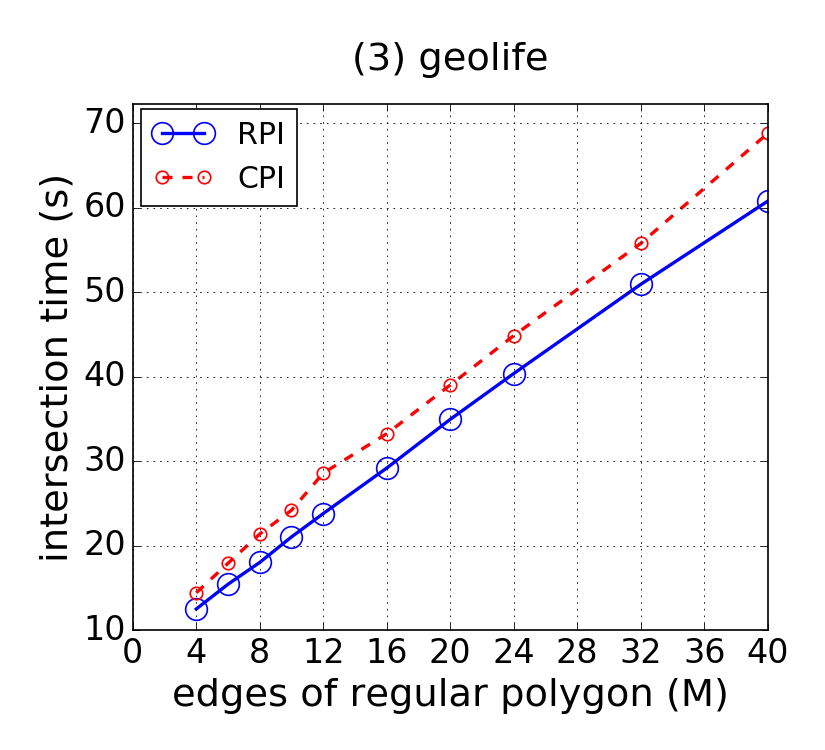 (3) geolife
RPI
CPI
intersection time (s)
70
60
50
40
30
20
10
0 4 8 12 16 20 24 28 32 36 40
edges of regular polygon (M)